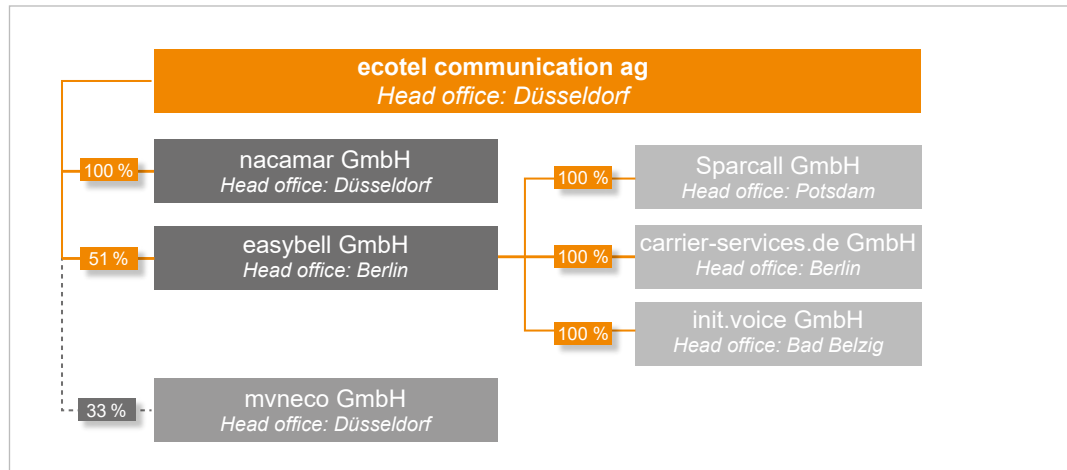 ecotel communication ag
Head office: Düsseldorf
100 %
nacamar GmbH
Head office: Düsseldorf
51 %
easybell GmbH
Head office: Berlin
100 %
Sparcall GmbH
Head office: Potsdam
100 %
carrier-services.de GmbH
Head office: Berlin
100 %
init.voice GmbH
Head office: Bad Belzig
33 %
mvneco GmbH
Head office: Düsseldorf